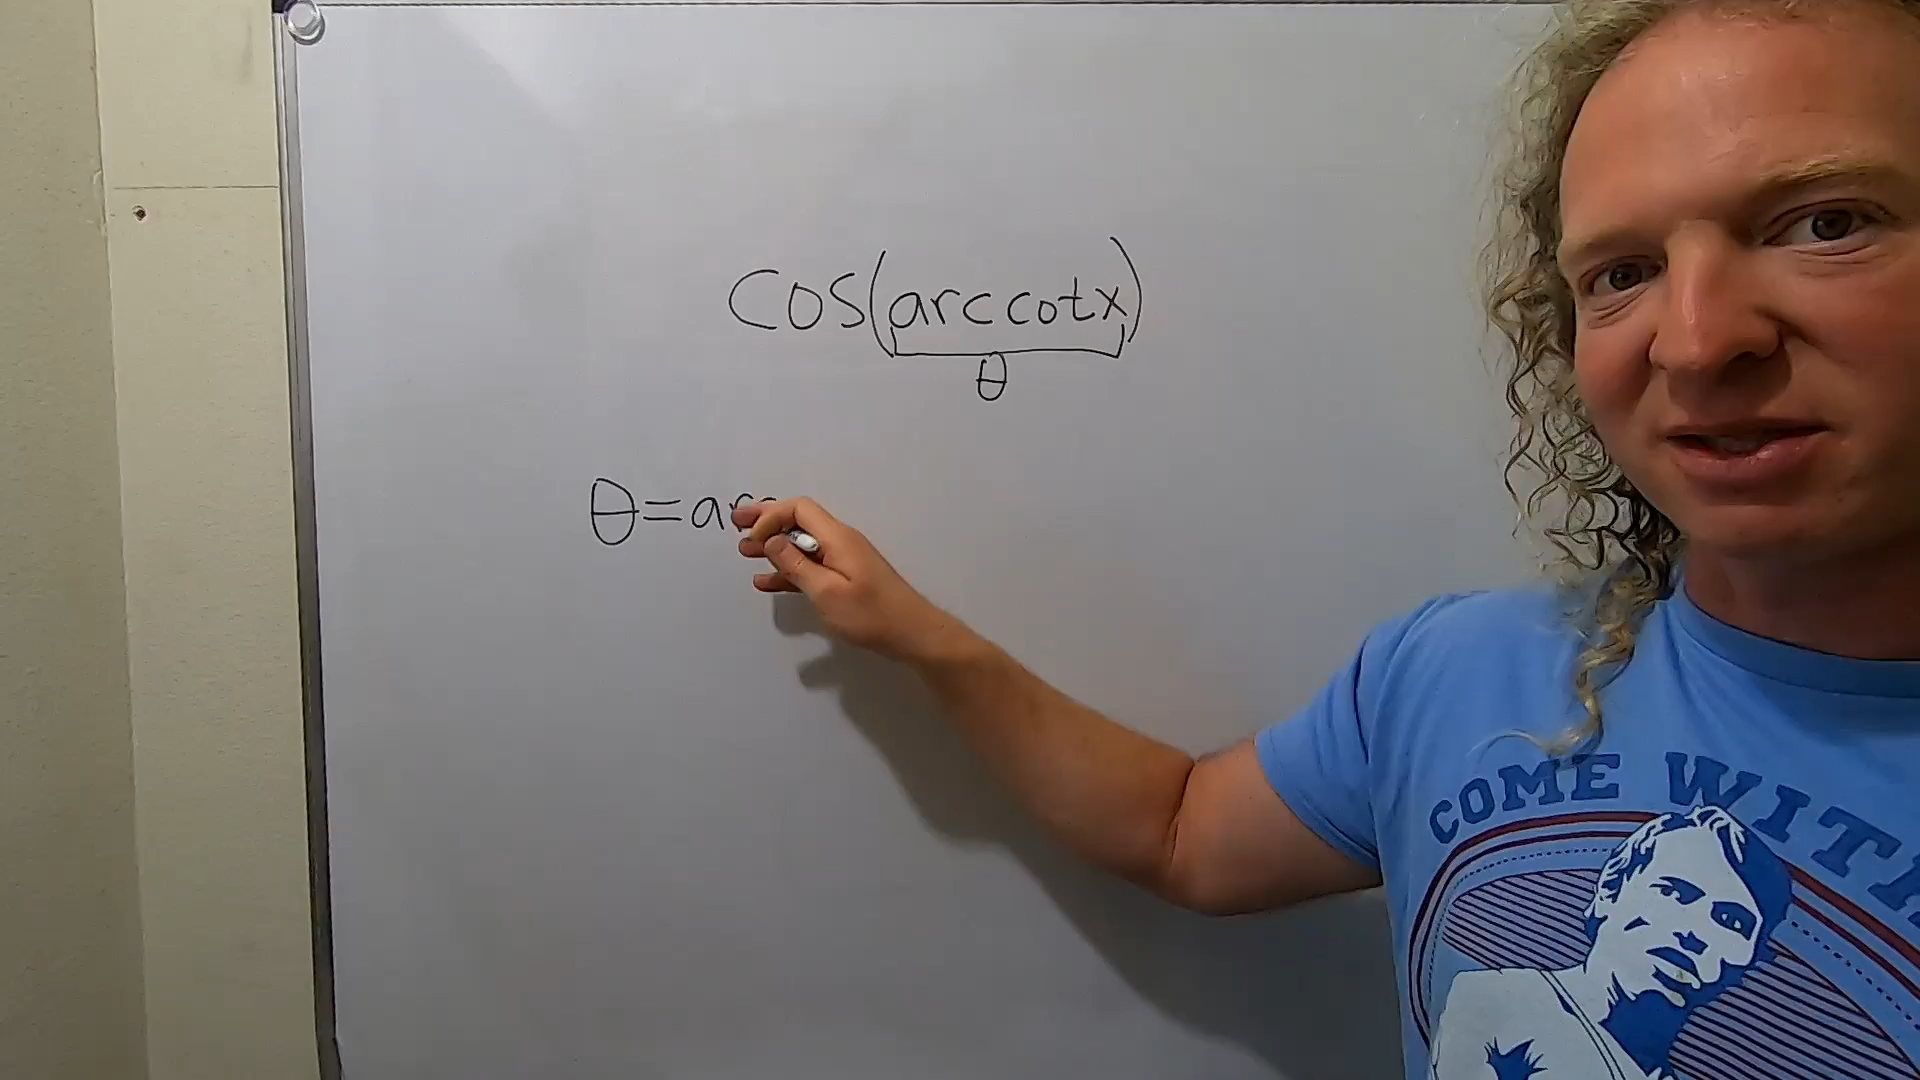 cos(arccotx)
θ
θ=arc
COME WITH